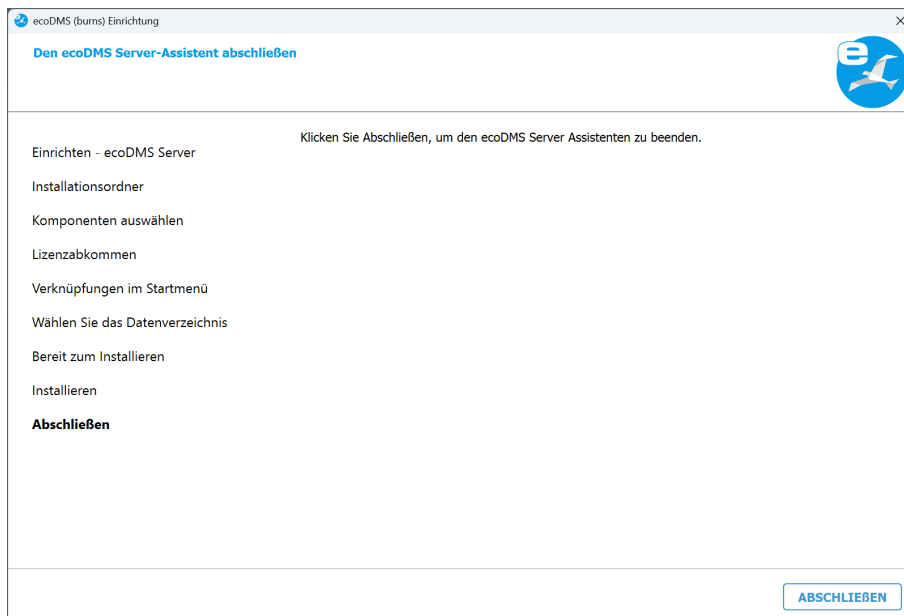 ecoDMS (burns) Einrichtung
Den ecoDMS Server-Assistent abschließen
e
Klicken Sie Abschließen, um den ecoDMS Server Assistenten zu beenden.
Einrichten - ecoDMS Server
Installationsordner
Komponenten auswählen
Lizenzabkommen
Verknüpfungen im Startmenü
Wählen Sie das Datenverzeichnis
Bereit zum Installieren
Installieren
Abschließen
ABSCHLIEßEN